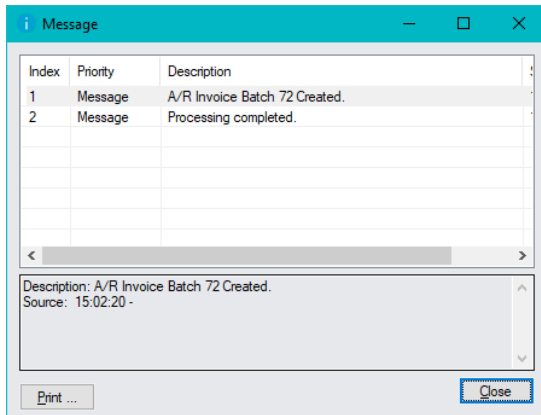 Message
Index Priority Description
1 Message A/R Invoice Batch 72 Created.
2 Message Processing completed.
Description: A/R Invoice Batch 72 Created.
Source: 15:02:20 -
Print ...
Close